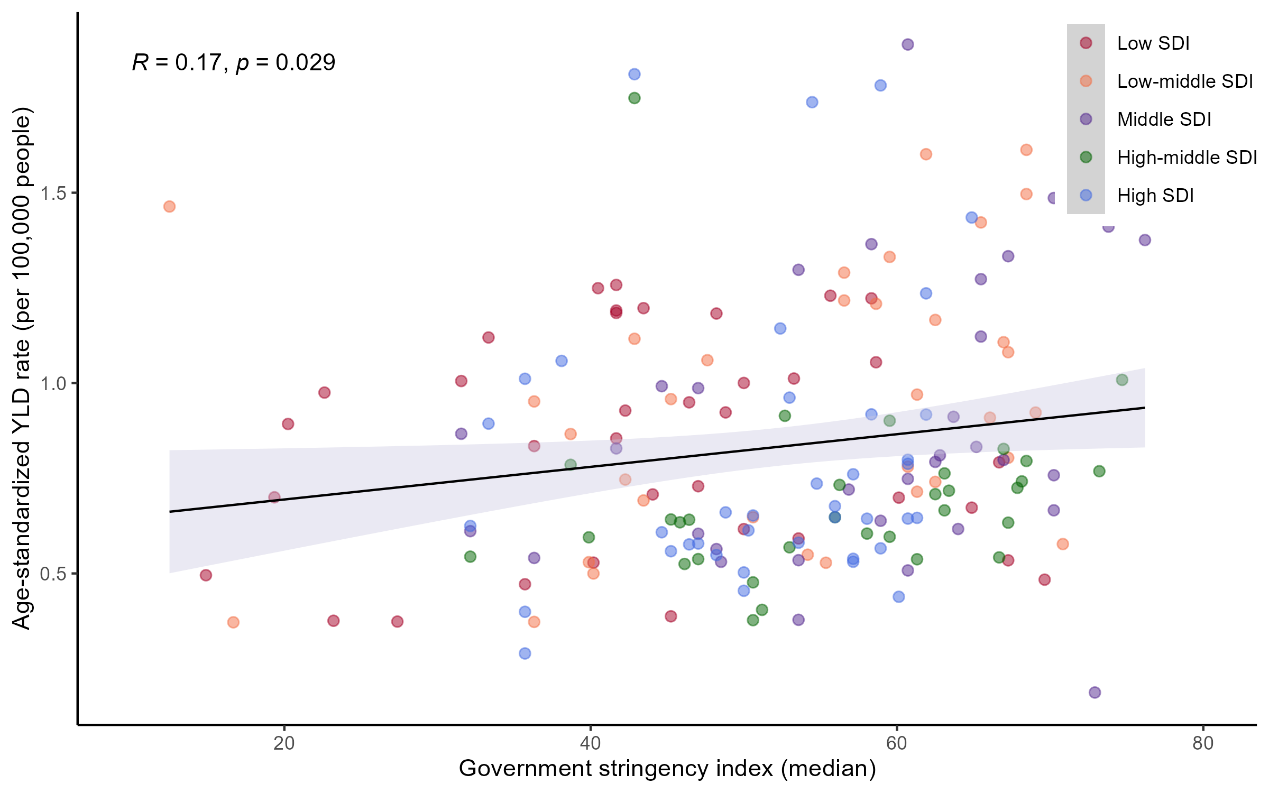 R = 0.17, p = 0.029
Low SDI
Low-middle SDI
Middle SDI
High-middle SDI
High SDI
Age-standardized YLD rate (per 100,000 people)
1.5
1.0
0.5
20 40 60 80
Government stringency index (median)